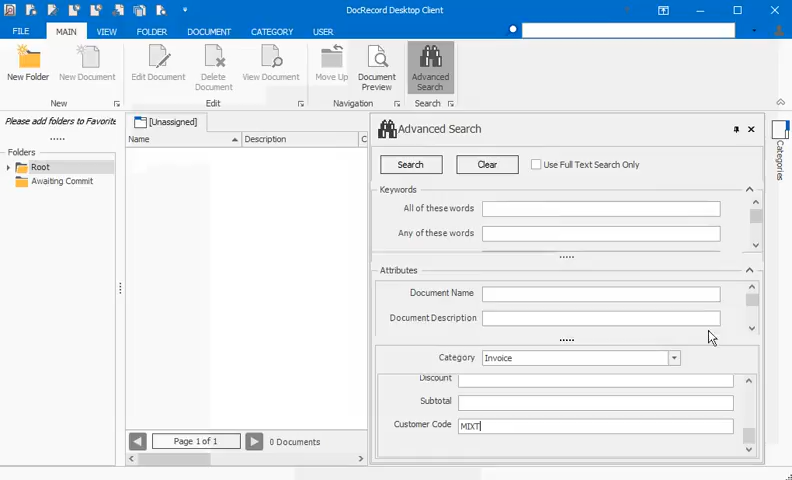 DocRecord Desktop Client
FILE MAIN VIEW FOLDER DOCUMENT CATEGORY USER
New Folder New Document Edit Document Delete Document View Document Move Up Document Preview Advanced Search
New Edit Navigation Search
Please add folders to Favorite
Folders
Root
Awaiting Commit
[Unassigned]
Name Description C
Page 1 of 1 0 Documents
Advanced Search
Search Clear Use Full Text Search Only
Keywords
All of these words
Any of these words
Attributes
Document Name
Document Description
Category Invoice
Discount
Subtotal
Customer Code MIXT
Categories